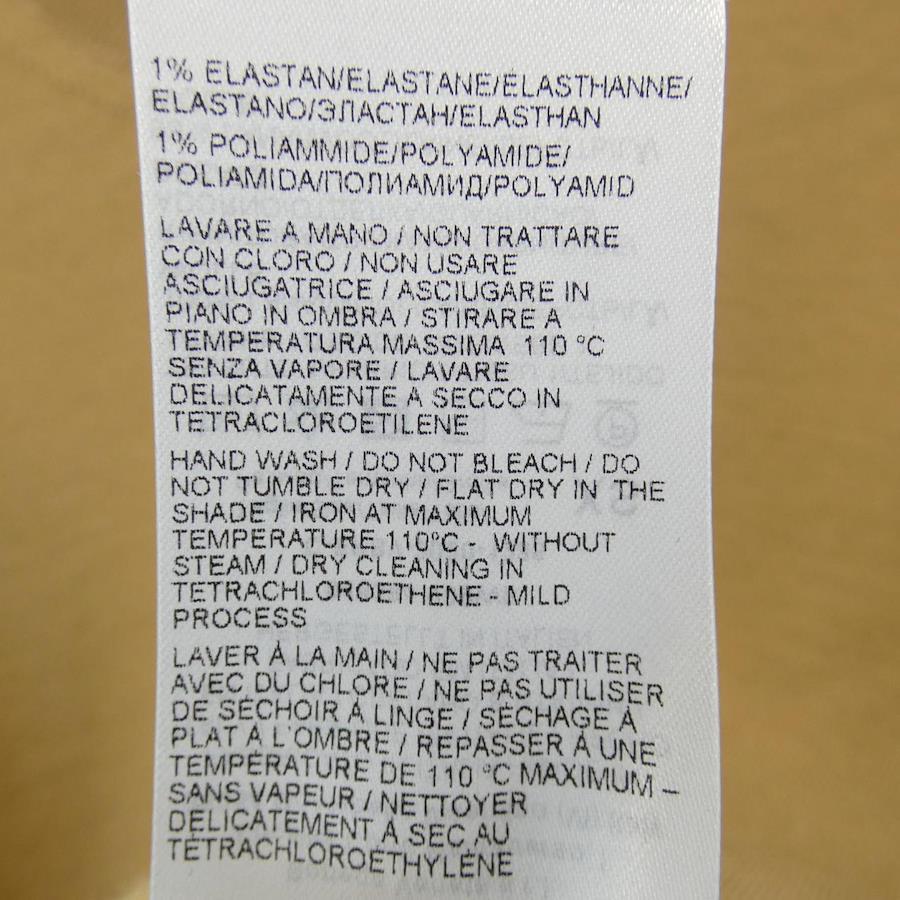 1% ELASTAN/ELASTANE/ÉLASTHANNE/
ELASTANO/ЭЛАСТАН/ELASTHAN
1% POLIAMMIDE/POLYAMIDE/
POLIAMIDA/ПОЛИАМИД/POLYAMID
LAVARE A MANO / NON TRATTARE
CON CLORO / NON USARE
ASCIUGATRICE / ASCIUGARE IN
PIANO IN OMBRA / STIRARE A
TEMPERATURA MASSIMA 110 °C
SENZA VAPORE / LAVARE
DELICATAMENTE A SECCO IN
TETRACLOROETILENE
HAND WASH / DO NOT BLEACH / DO
NOT TUMBLE DRY / FLAT DRY IN THE
SHADE / IRON AT MAXIMUM
TEMPERATURE 110°C - WITHOUT
STEAM / DRY CLEANING IN
TETRACHLOROETHENE - MILD
PROCESS
LAVER À LA MAIN / NE PAS TRAITER
AVEC DU CHLORE / NE PAS UTILISER
DE SÉCHOIR À LINGE / SÉCHAGE À
PLAT À L'OMBRE / REPASSER À UNE
TEMPÉRATURE DE 110 °C MAXIMUM –
SANS VAPEUR / NETTOYER
DÉLICATEMENT À SEC AU
TÉTRACHLOROÉTHYLÈNE